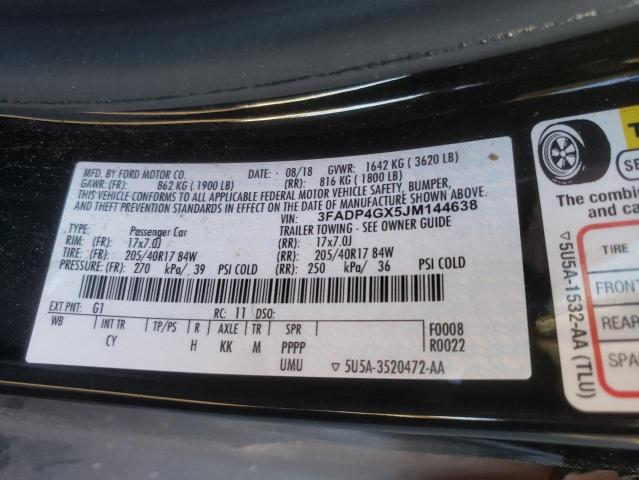 MFD. BY FORD MOTOR CO. DATE: 08/18 GVWR: 1642 KG ( 3620 LB)
GAWR: (FR): 862 KG ( 1900 LB) (RR): 816 KG ( 1800 LB)
THIS VEHICLE CONFORMS TO ALL APPLICABLE FEDERAL MOTOR VEHICLE SAFETY, BUMPER,
AND THEFT PREVENTION STANDARDS IN EFFECT ON THE DATE OF MANUFACTURE SHOWN ABOVE.
VIN: 3FADP4GX5JM144638
TYPE: Passenger Car TRAILER TOWING - SEE OWNER GUIDE
RIM: (FR) -17x7.0J (RR) -17x7.0J
TIRE: (FR) 205/40R17 84W (RR) 205/40R17 84W
PRESSURE: (FR) 270 kPa/ 39 PSI COLD (RR) 250 kPa/ 36 PSI COLD
EXT PNT: G1 RC: 11 DSO:
WB INT TR TP/PS R AXLE TR SPR F0008
CY H KK M PPPP R0022
UMU ▽ 5U5A-3520472-AA
The combine
and ca
▽5U5A-1532-AA (TLU)
TIRE
FRONT
REAR
SPA